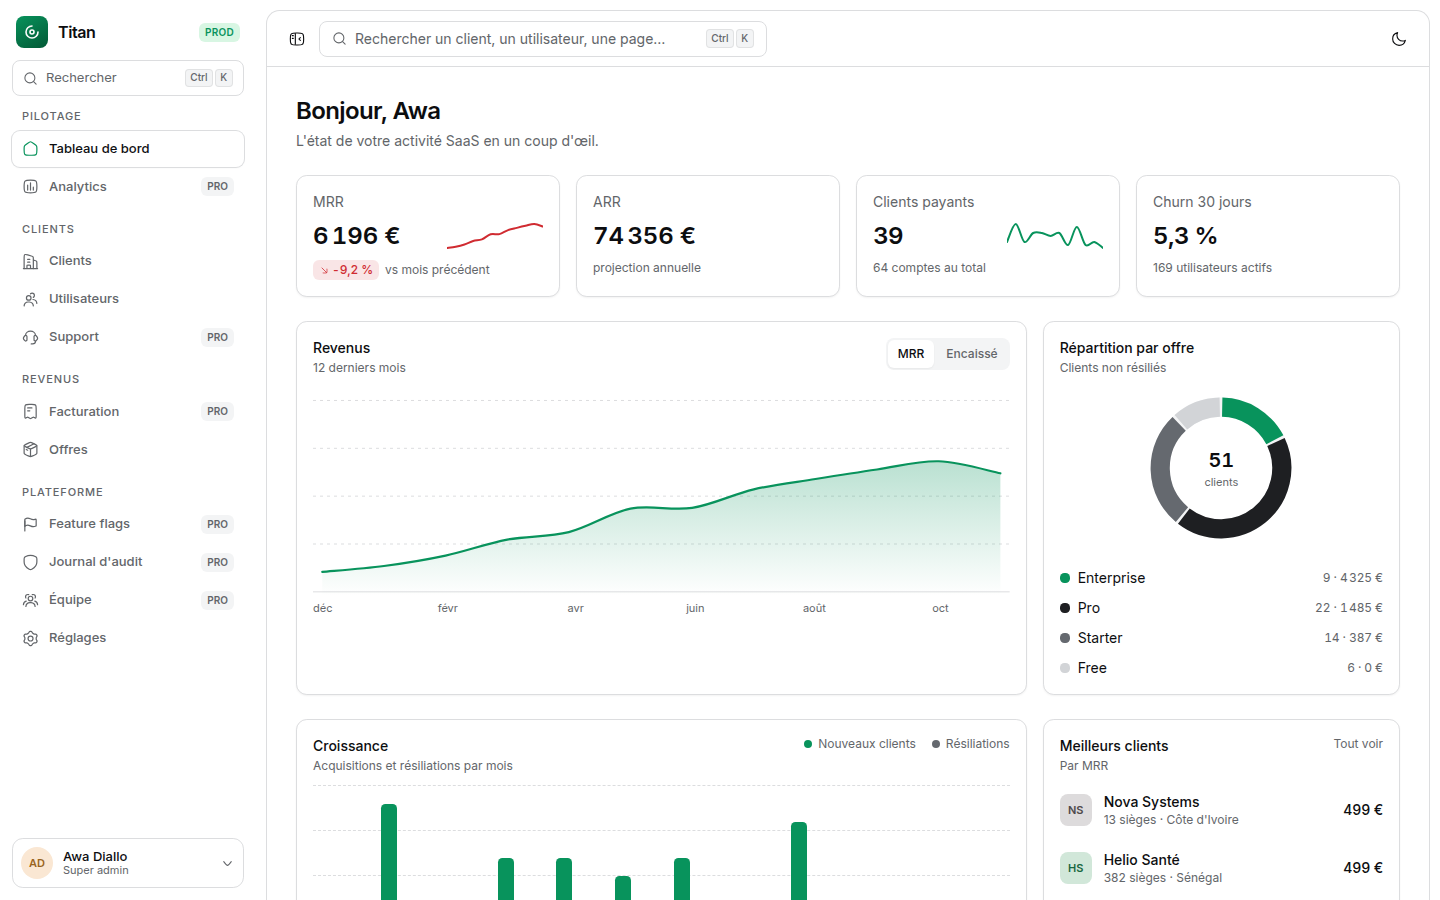 Titan
PROD
Rechercher
Ctrl K
PILOTAGE
Tableau de bord
Analytics
PRO
CLIENTS
Clients
Utilisateurs
Support
PRO
REVENUS
Facturation
PRO
Offres
PLATEFORME
Feature flags
PRO
Journal d'audit
PRO
Équipe
PRO
Réglages
AD
Awa Diallo
Super admin
Rechercher un client, un utilisateur, une page...
Ctrl K
Bonjour, Awa
L'état de votre activité SaaS en un coup d'œil.
MRR
6 196 €
-9,2 % vs mois précédent
ARR
74 356 €
projection annuelle
Clients payants
39
64 comptes au total
Churn 30 jours
5,3 %
169 utilisateurs actifs
Revenus
12 derniers mois
MRR Encaissé
déc févr avr juin août oct
Répartition par offre
Clients non résiliés
51
clients
Enterprise 9 · 4 325 €
Pro 22 · 1 485 €
Starter 14 · 387 €
Free 6 · 0 €
Croissance
Acquisitions et résiliations par mois
Nouveaux clients Résiliations
Meilleurs clients
Tout voir
Par MRR
NS
Nova Systems
13 sièges · Côte d'Ivoire
499 €
HS
Helio Santé
382 sièges · Sénégal
499 €